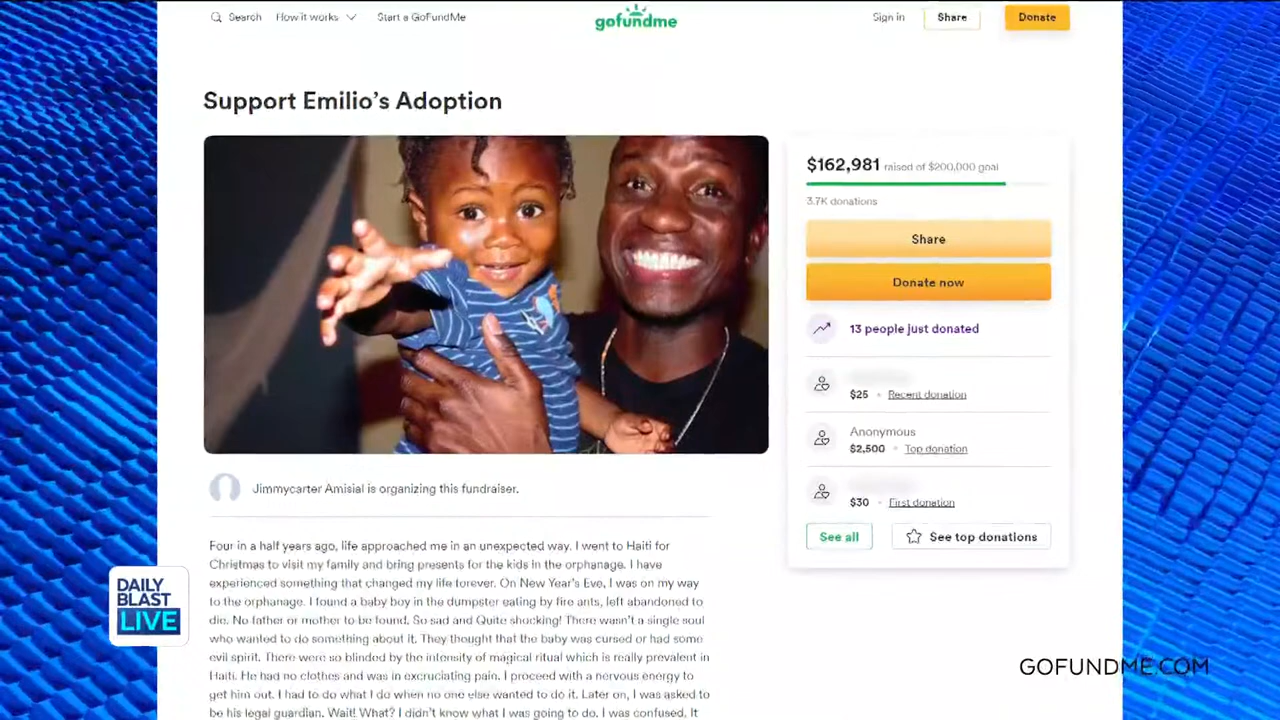 Search How it works Start a GoFundMe gofundme Sign in Share Donate
Support Emilio's Adoption
$162,981 raised of $200,000 goal
3.7K donations
Share
Donate now
13 people just donated
$25 • Recent donation
Anonymous
$2,500 • Top donation
$30 • First donation
See all See top donations
Jimmycarter Amisial is organizing this fundraiser.
Four in a half years ago, life approached me in an unexpected way. I went to Haiti for
Christmas to visit my family and bring presents for the kids in the orphanage. I have
experienced something that changed my life forever. On New Year's Eve, I was on my way
to the orphanage. I found a baby boy in the dumpster eating by fire ants, left abandoned to
die. No father or mother to be found. So sad and Quite shocking! There wasn't a single soul
who wanted to do something about it. They thought that the baby was cursed or had some
evil spirit. There were so blinded by the intensity of magical ritual which is really prevalent in
Haiti. He had no clothes and was in excruciating pain. I proceed with a nervous energy to
get him out. I had to do what I do when no one else wanted to do it. Later on, I was asked to
be his legal guardian. Wait! What? I didn't know what I was going to do. I was confused. It
DAILY
BLAST
LIVE
GOFUNDME.COM